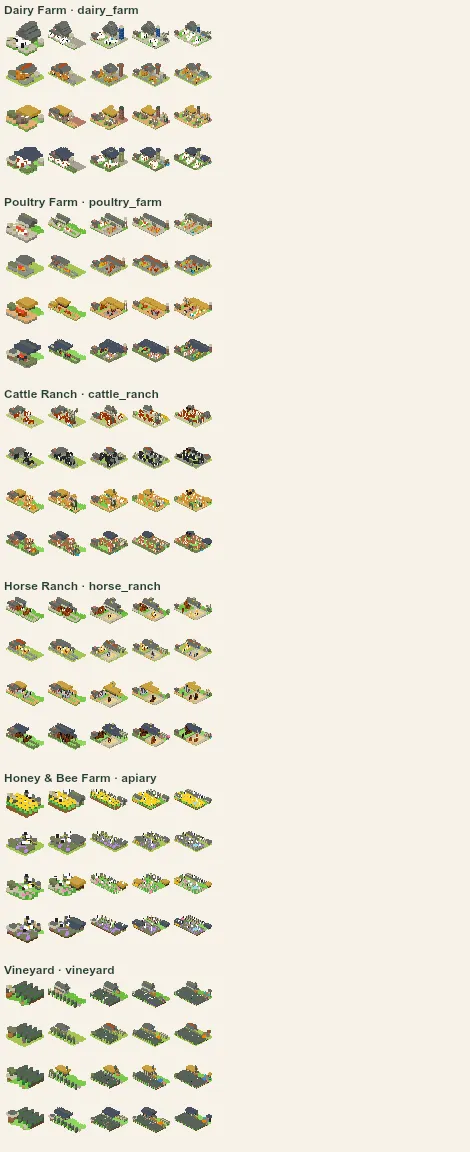 Dairy Farm · dairy_farm
Poultry Farm · poultry_farm
Cattle Ranch · cattle_ranch
Horse Ranch · horse_ranch
Honey & Bee Farm · apiary
Vineyard · vineyard